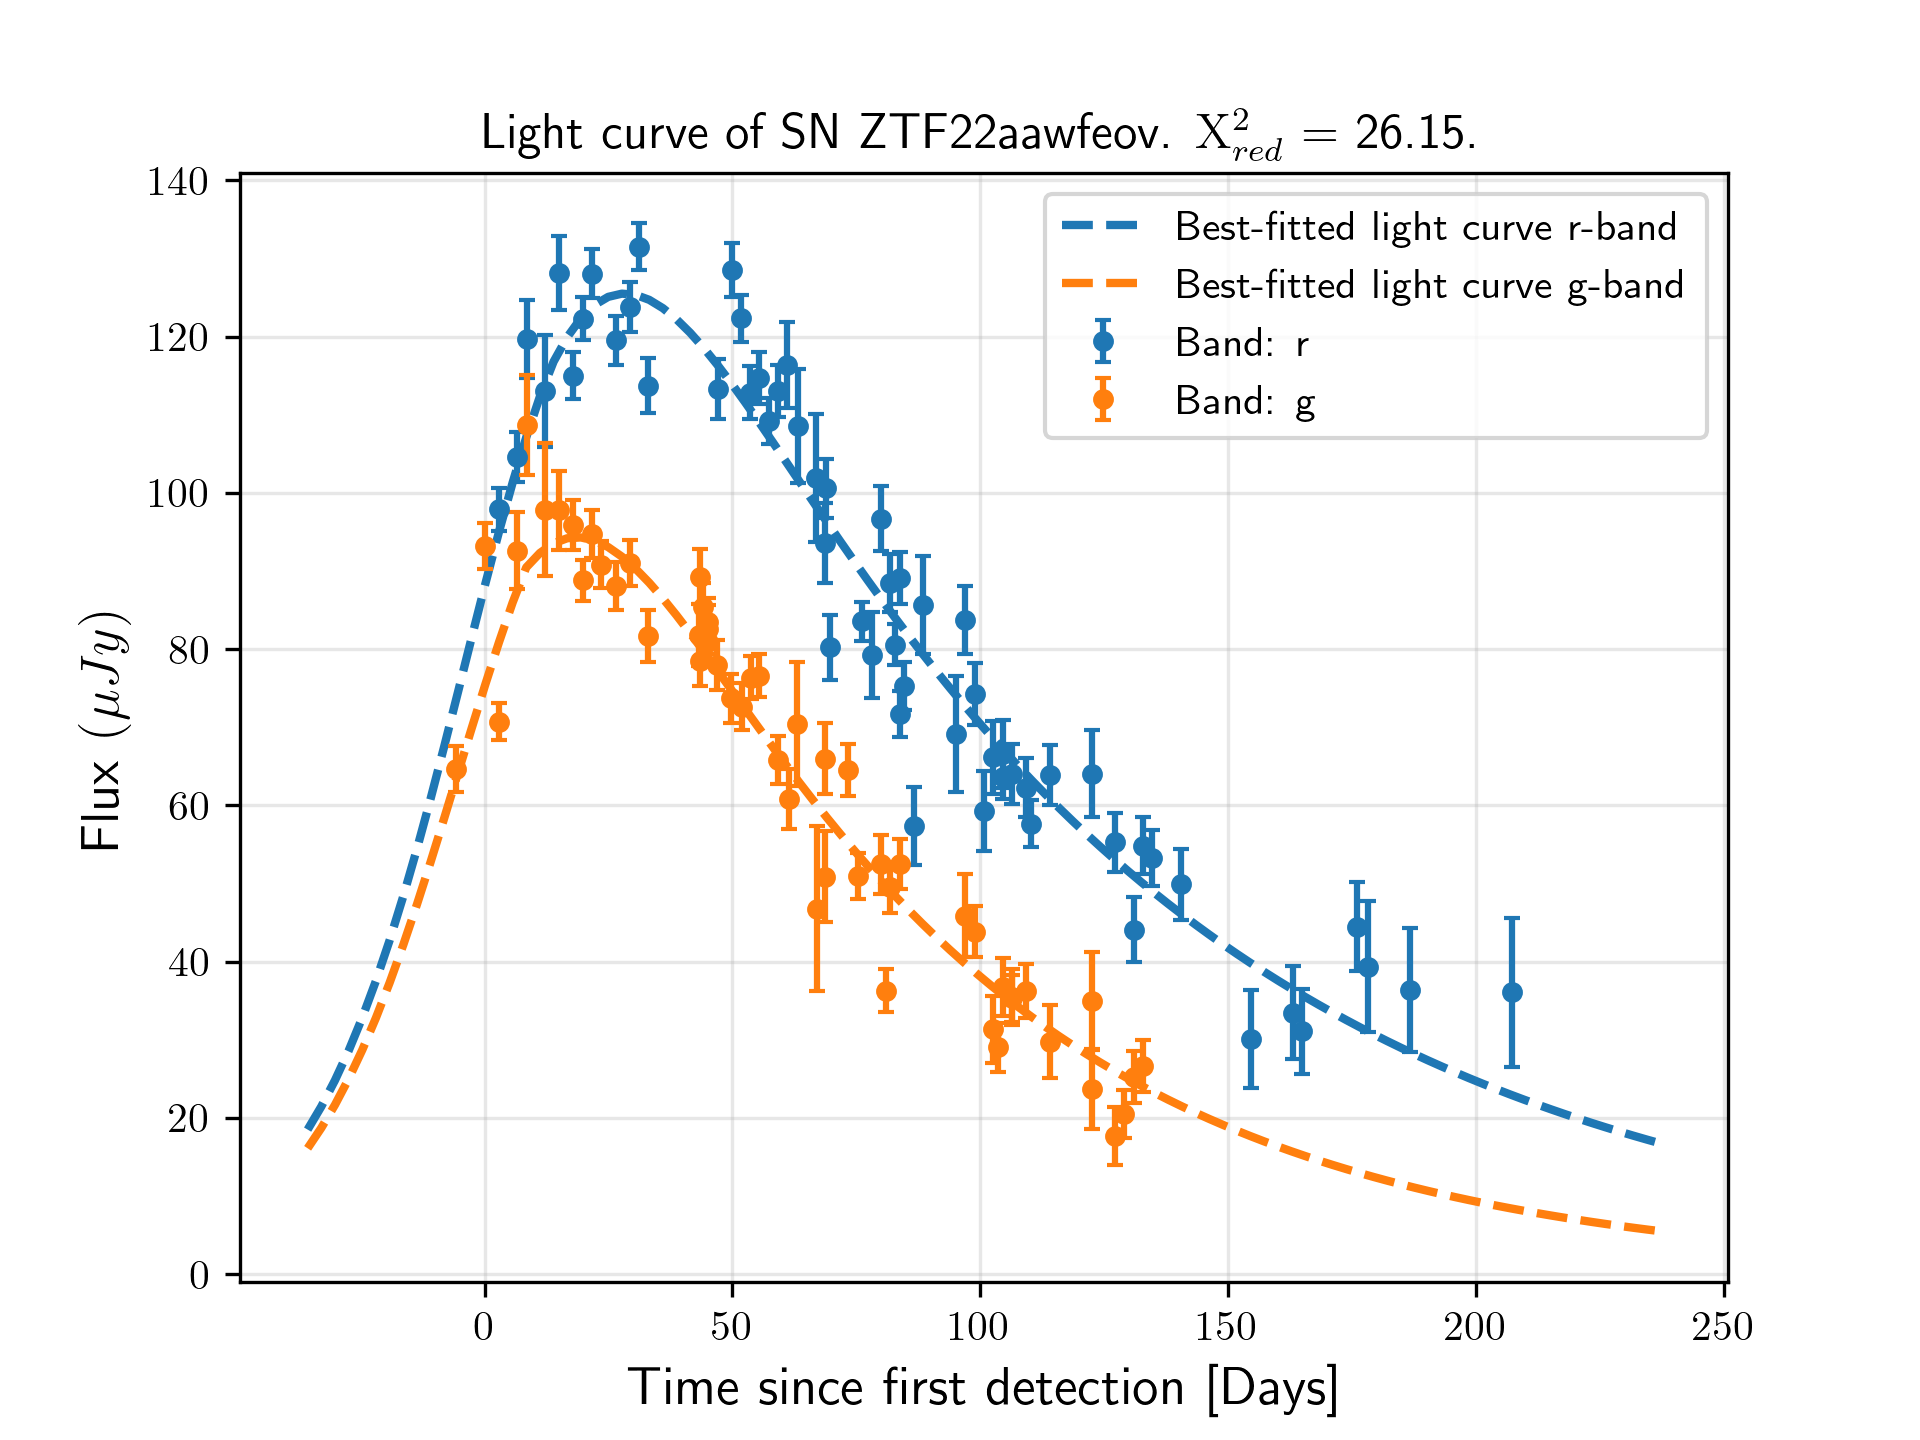 Light curve of SN ZTF22aawfeov. X²_red = 26.15.
Best-fitted light curve r-band
Best-fitted light curve g-band
Band: r
Band: g
Flux (μJy)
140
120
100
80
60
40
20
0
0 50 100 150 200 250
Time since first detection [Days]